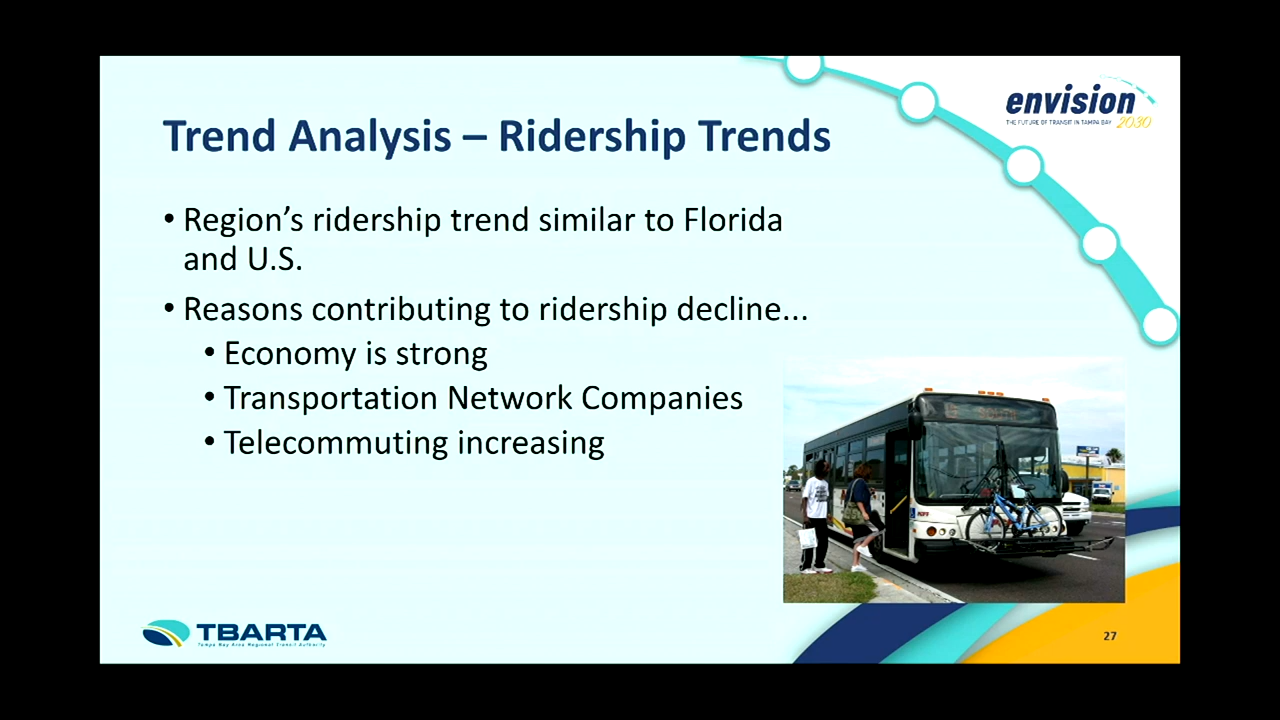 envision
THE FUTURE OF TRANSIT IN TAMPA BAY 2030
Trend Analysis – Ridership Trends
• Region’s ridership trend similar to Florida
and U.S.
• Reasons contributing to ridership decline...
• Economy is strong
• Transportation Network Companies
• Telecommuting increasing
TBARTA
Tampa Bay Area Regional Transit Authority
27